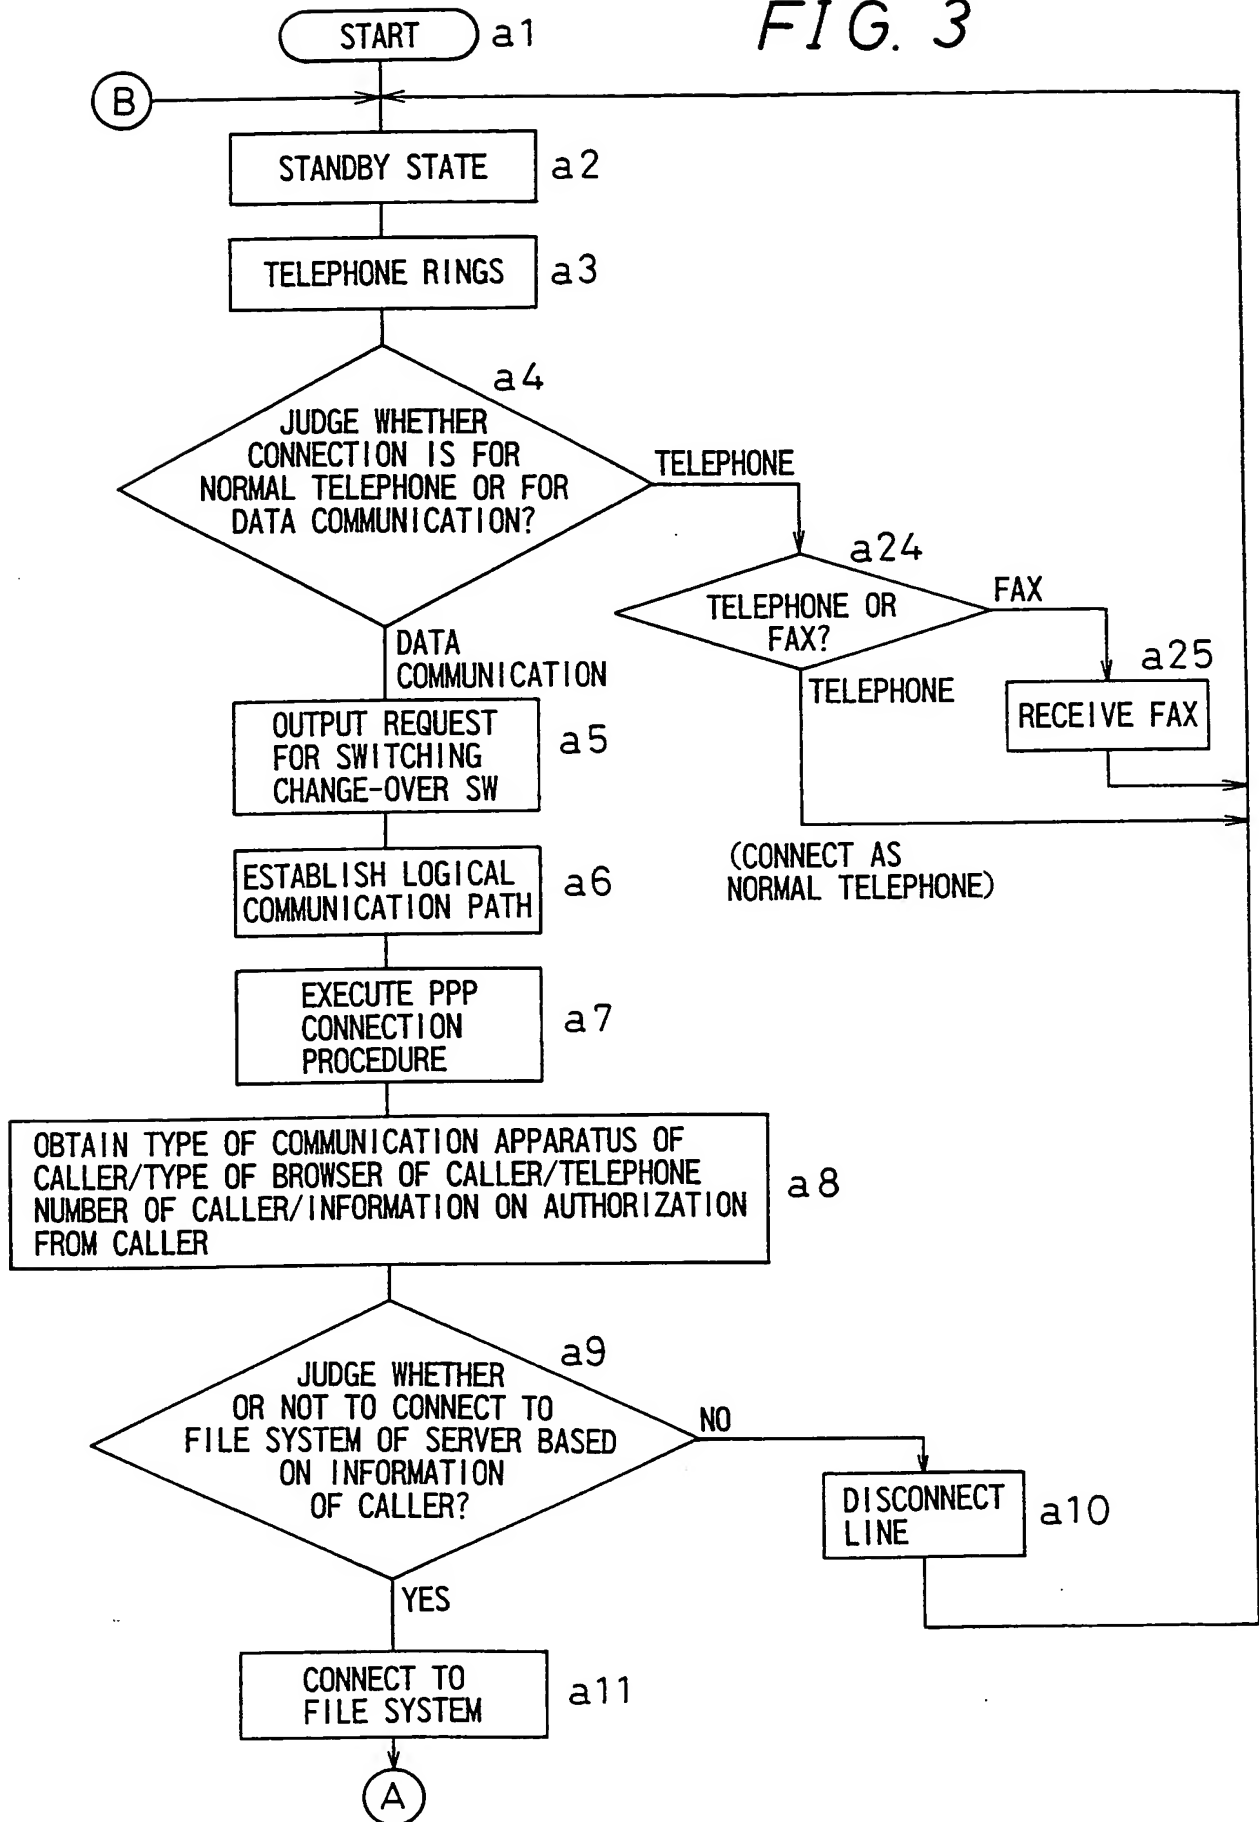 FIG. 3
START
a1
B
STANDBY STATE
a2
TELEPHONE RINGS
a3
a4
JUDGE WHETHER
CONNECTION IS FOR
NORMAL TELEPHONE OR FOR
DATA COMMUNICATION?
TELEPHONE
DATA
COMMUNICATION
a24
TELEPHONE OR
FAX?
FAX
TELEPHONE
a25
RECEIVE FAX
(CONNECT AS
NORMAL TELEPHONE)
OUTPUT REQUEST
FOR SWITCHING
CHANGE-OVER SW
a5
ESTABLISH LOGICAL
COMMUNICATION PATH
a6
EXECUTE PPP
CONNECTION
PROCEDURE
a7
OBTAIN TYPE OF COMMUNICATION APPARATUS OF
CALLER/TYPE OF BROWSER OF CALLER/TELEPHONE
NUMBER OF CALLER/INFORMATION ON AUTHORIZATION
FROM CALLER
a8
a9
JUDGE WHETHER
OR NOT TO CONNECT TO
FILE SYSTEM OF SERVER BASED
ON INFORMATION
OF CALLER?
NO
DISCONNECT
LINE
a10
YES
CONNECT TO
FILE SYSTEM
a11
A